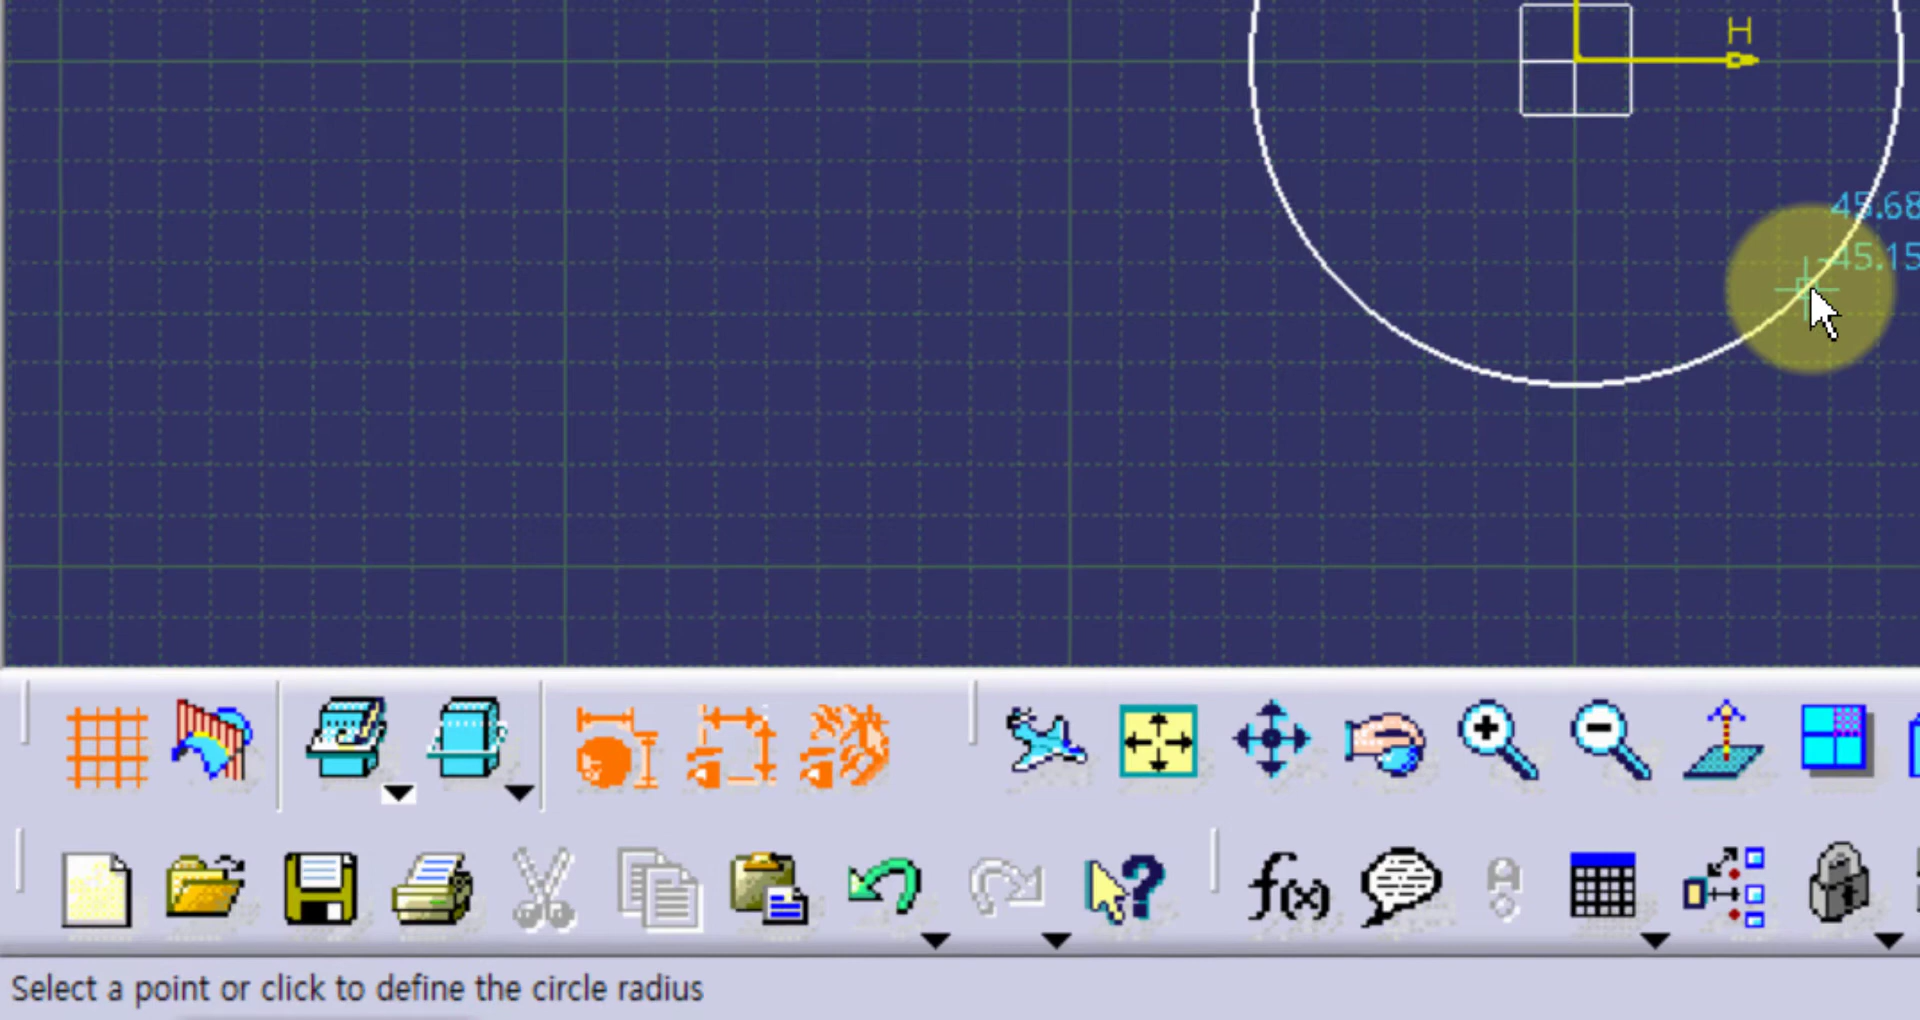 H
45.68
-45.15
f(x)
Select a point or click to define the circle radius